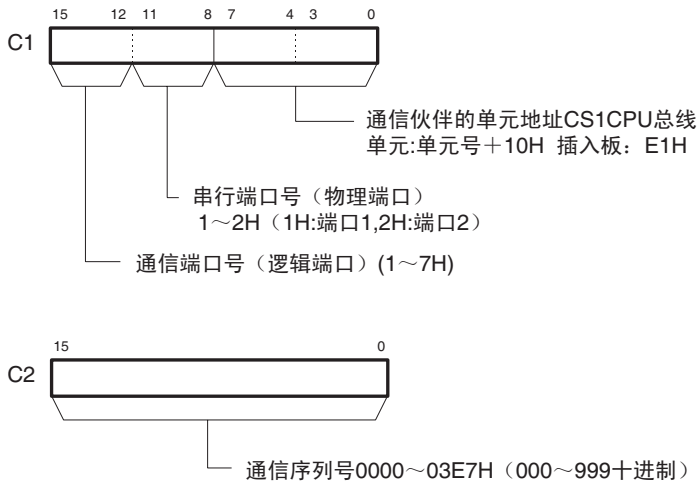 15 12 11 8 7 4 3 0
C1
通信伙伴的单元地址CS1CPU总线
单元:单元号＋10H 插入板：E1H
串行端口号（物理端口）
1～2H（1H:端口1,2H:端口2）
通信端口号（逻辑端口）(1～7H)
15 0
C2
通信序列号0000～03E7H（000～999十进制）